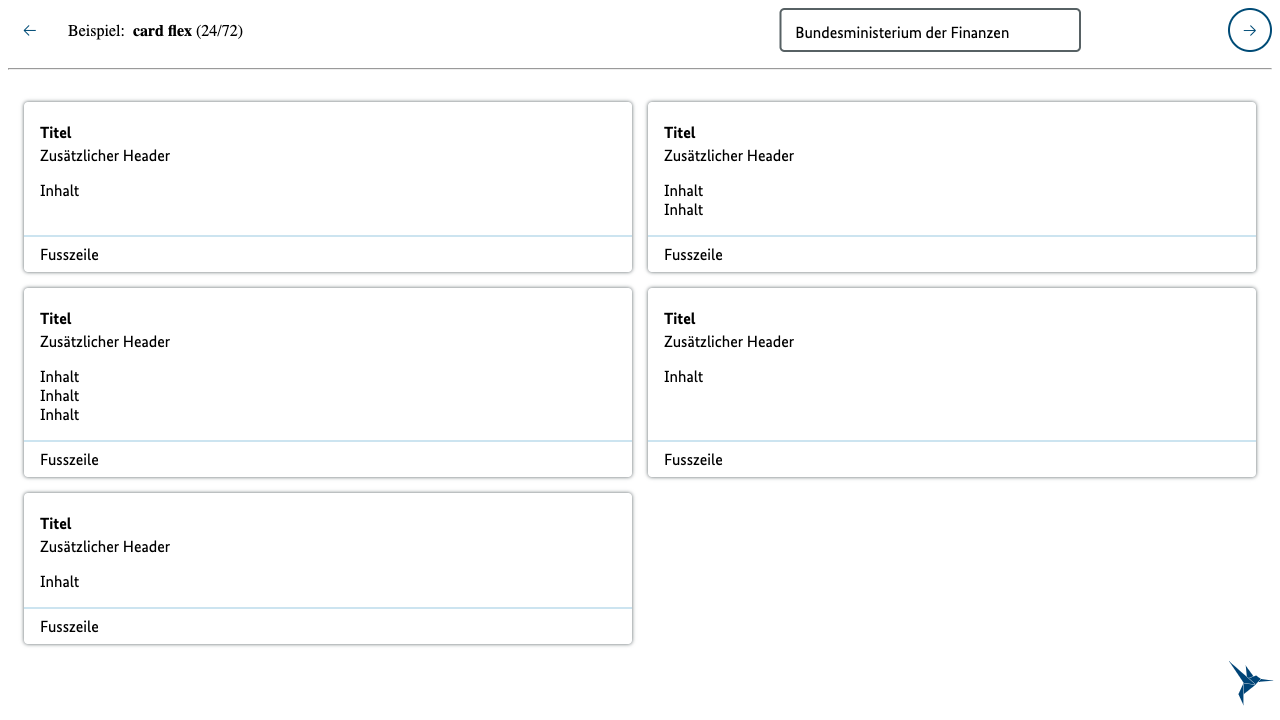 Beispiel: card flex (24/72)
Bundesministerium der Finanzen
Titel
Zusätzlicher Header
Inhalt
Fusszeile
Titel
Zusätzlicher Header
Inhalt
Inhalt
Fusszeile
Titel
Zusätzlicher Header
Inhalt
Inhalt
Inhalt
Fusszeile
Titel
Zusätzlicher Header
Inhalt
Fusszeile
Titel
Zusätzlicher Header
Inhalt
Fusszeile